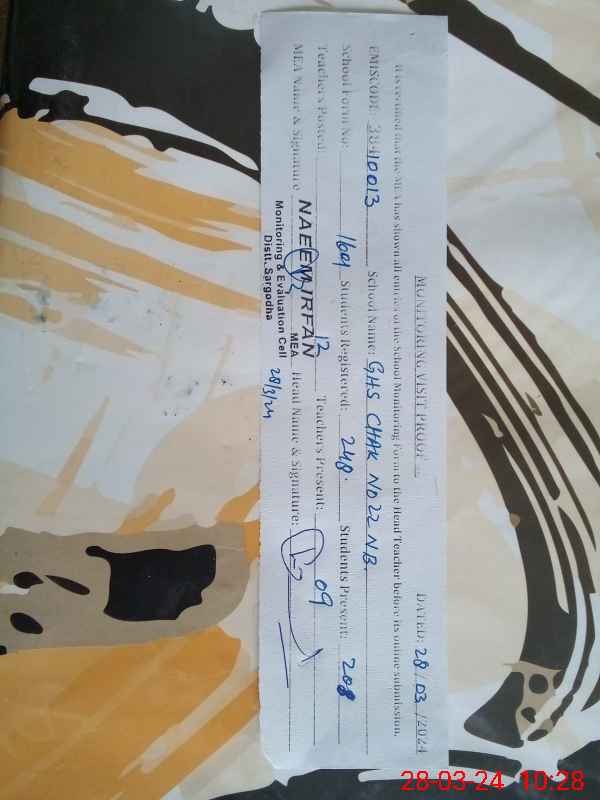 MONITORING VISIT PROOF
DATED: 28/03/2024
It is certified that the MEA has shown all entries of the School Monitoring Form to the Head Teacher before its online submission.
EMISCODE: 38410013 School Name: GHS CHAK NO 22 NB.
School Form No: 1609 Students Registered: 248 Students Present: 208
Teachers Posted: 12 Teachers Present: 09
MEA Name & Signature NAEEM IRFAN Head Name & Signature:
MEA
Monitoring & Evaluation Cell 28/3/24
Distt. Sargodha
28-03-24 10:28